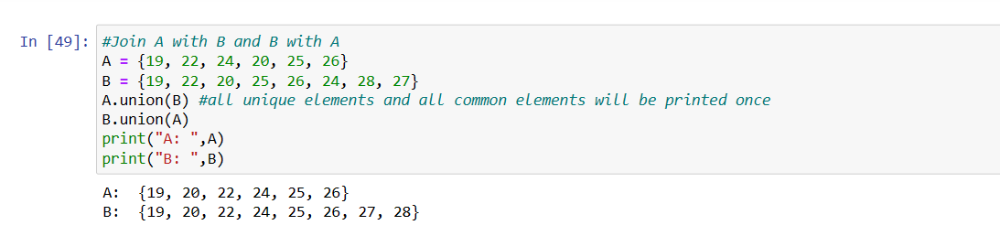 In [49]: #Join A with B and B with A
A = {19, 22, 24, 20, 25, 26}
B = {19, 22, 20, 25, 26, 24, 28, 27}
A.union(B) #all unique elements and all common elements will be printed once
B.union(A)
print("A: ",A)
print("B: ",B)
A:  {19, 20, 22, 24, 25, 26}
B:  {19, 20, 22, 24, 25, 26, 27, 28}